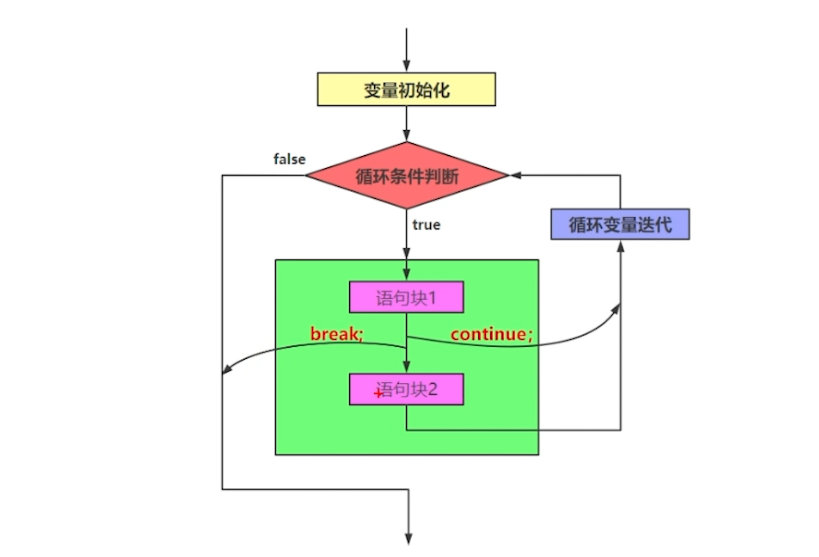 变量初始化
false
循环条件判断
循环变量迭代
true
语句块1
break;
continue;
语句块2